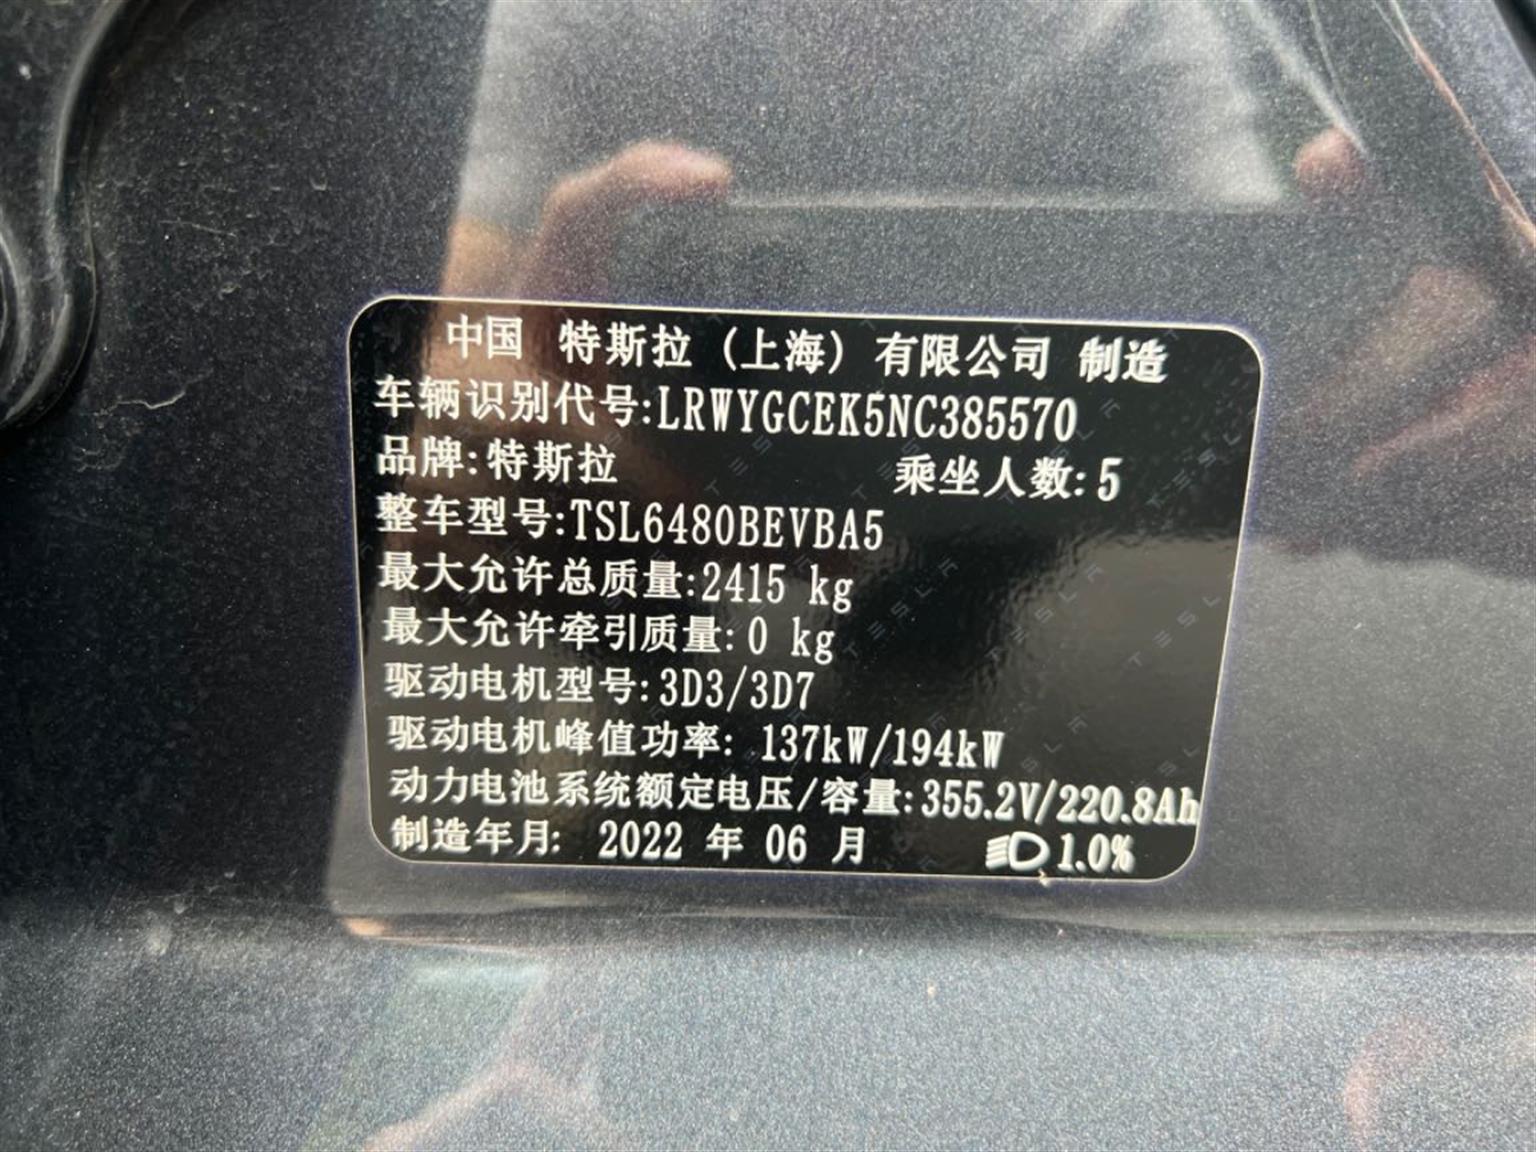 中国 特斯拉 (上海) 有限公司 制造
车辆识别代号:LRWYGCEK5NC385570
品牌:特斯拉 乘坐人数:5
整车型号:TSL6480BEVBA5
最大允许总质量:2415 kg
最大允许牵引质量:0 kg
驱动电机型号:3D3/3D7
驱动电机峰值功率: 137kW/194kW
动力电池系统额定电压/容量:355.2V/220.8Ah
制造年月: 2022 年 06 月 1.0%